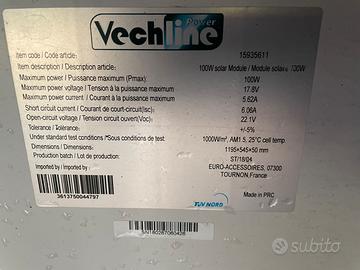 Vechline
Power
Item code / Code article: 15935611
Item description / Description article: 100W solar Module / Module solaire 100W
Maximum power / Puissance maximum (Pmax): 100W
Maximum power voltage / Tension à la puissance maximum: 17.8V
Maximum power current / Courant à la puissance maximum: 5.62A
Short circuit current / Courant de court-circuit (Isc): 6.06A
Open-circuit voltage / Tension circuit ouvert (Voc): 22.1V
Tolerance / Tolérance: +/-5%
Under standard test conditions /*Sous conditions de test: 1000W/m², AM1.5, 25°C cell temp.
Dimensions / Dimensions: 1195×545×50 mm
Production batch / Lot de production: ST/18/04
Imported by / Importé par: EURO-ACCESSOIRES, 07300
TOURNON, France
3613750044797
TÜV NORD
Made in PRC
subito